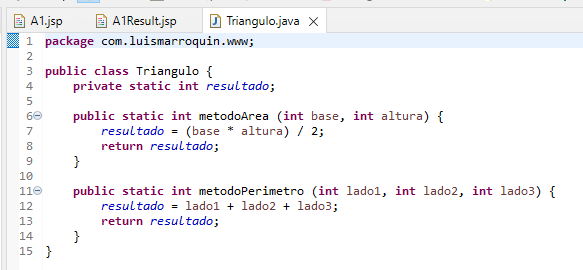 A1.jsp A1Result.jsp Triangulo.java
1 package com.luismarroquin.www;
2
3 public class Triangulo {
4 private static int resultado;
5
6 public static int metodoArea (int base, int altura) {
7 resultado = (base * altura) / 2;
8 return resultado;
9 }
10
11 public static int metodoPerimetro (int lado1, int lado2, int lado3) {
12 resultado = lado1 + lado2 + lado3;
13 return resultado;
14 }
15 }